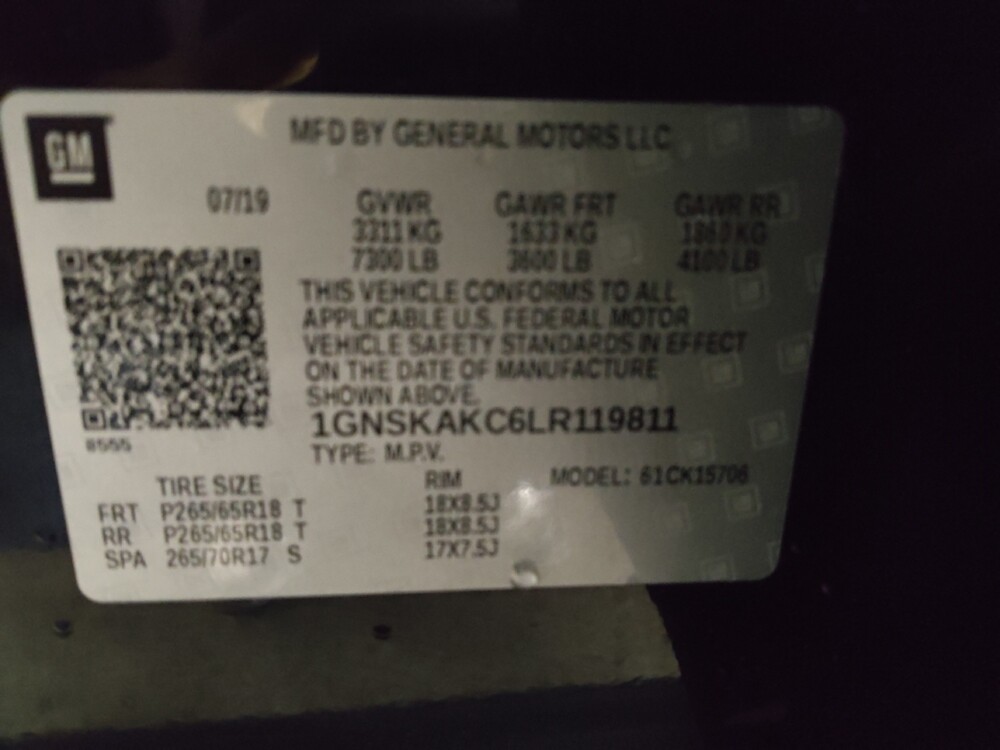 GM
MFD BY GENERAL MOTORS LLC
07/19 GVWR GAWR FRT GAWR RR
3311 KG 1633 KG 1860 KG
7300 LB 3600 LB 4100 LB
THIS VEHICLE CONFORMS TO ALL
APPLICABLE U.S. FEDERAL MOTOR
VEHICLE SAFETY STANDARDS IN EFFECT
ON THE DATE OF MANUFACTURE
SHOWN ABOVE.
1GNSKAKC6LR119811
8555
TYPE: M.P.V.
TIRE SIZE RIM MODEL: 61CK15706
FRT P265/65R18 T 18X8.5J
RR P265/65R18 T 18X8.5J
SPA 265/70R17 S 17X7.5J